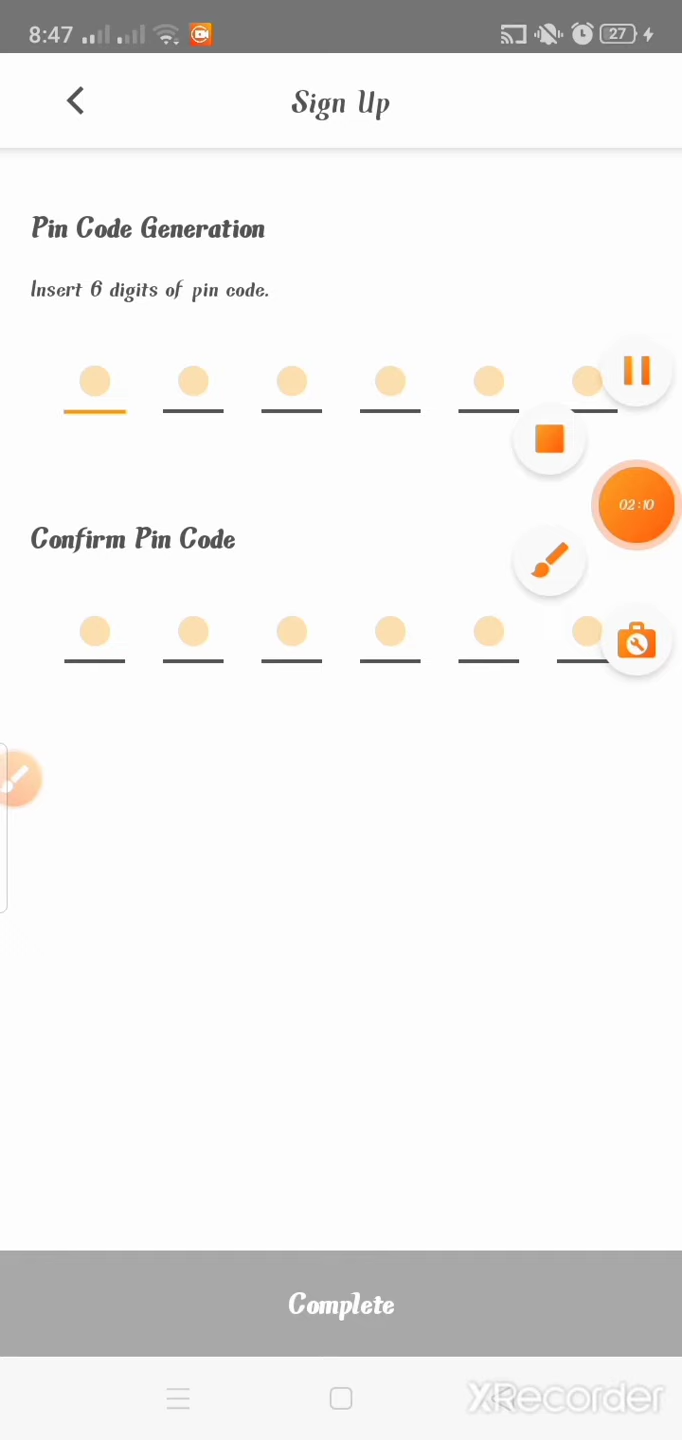 8:47
27
Sign Up
Pin Code Generation
Insert 6 digits of pin code.
02:10
Confirm Pin Code
Complete
XRecorder